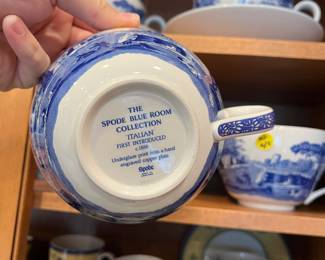 THE
SPODE BLUE ROOM
COLLECTION
ITALIAN
FIRST INTRODUCED
c.1816
Underglaze print from a hand
engraved copper plate
Spode